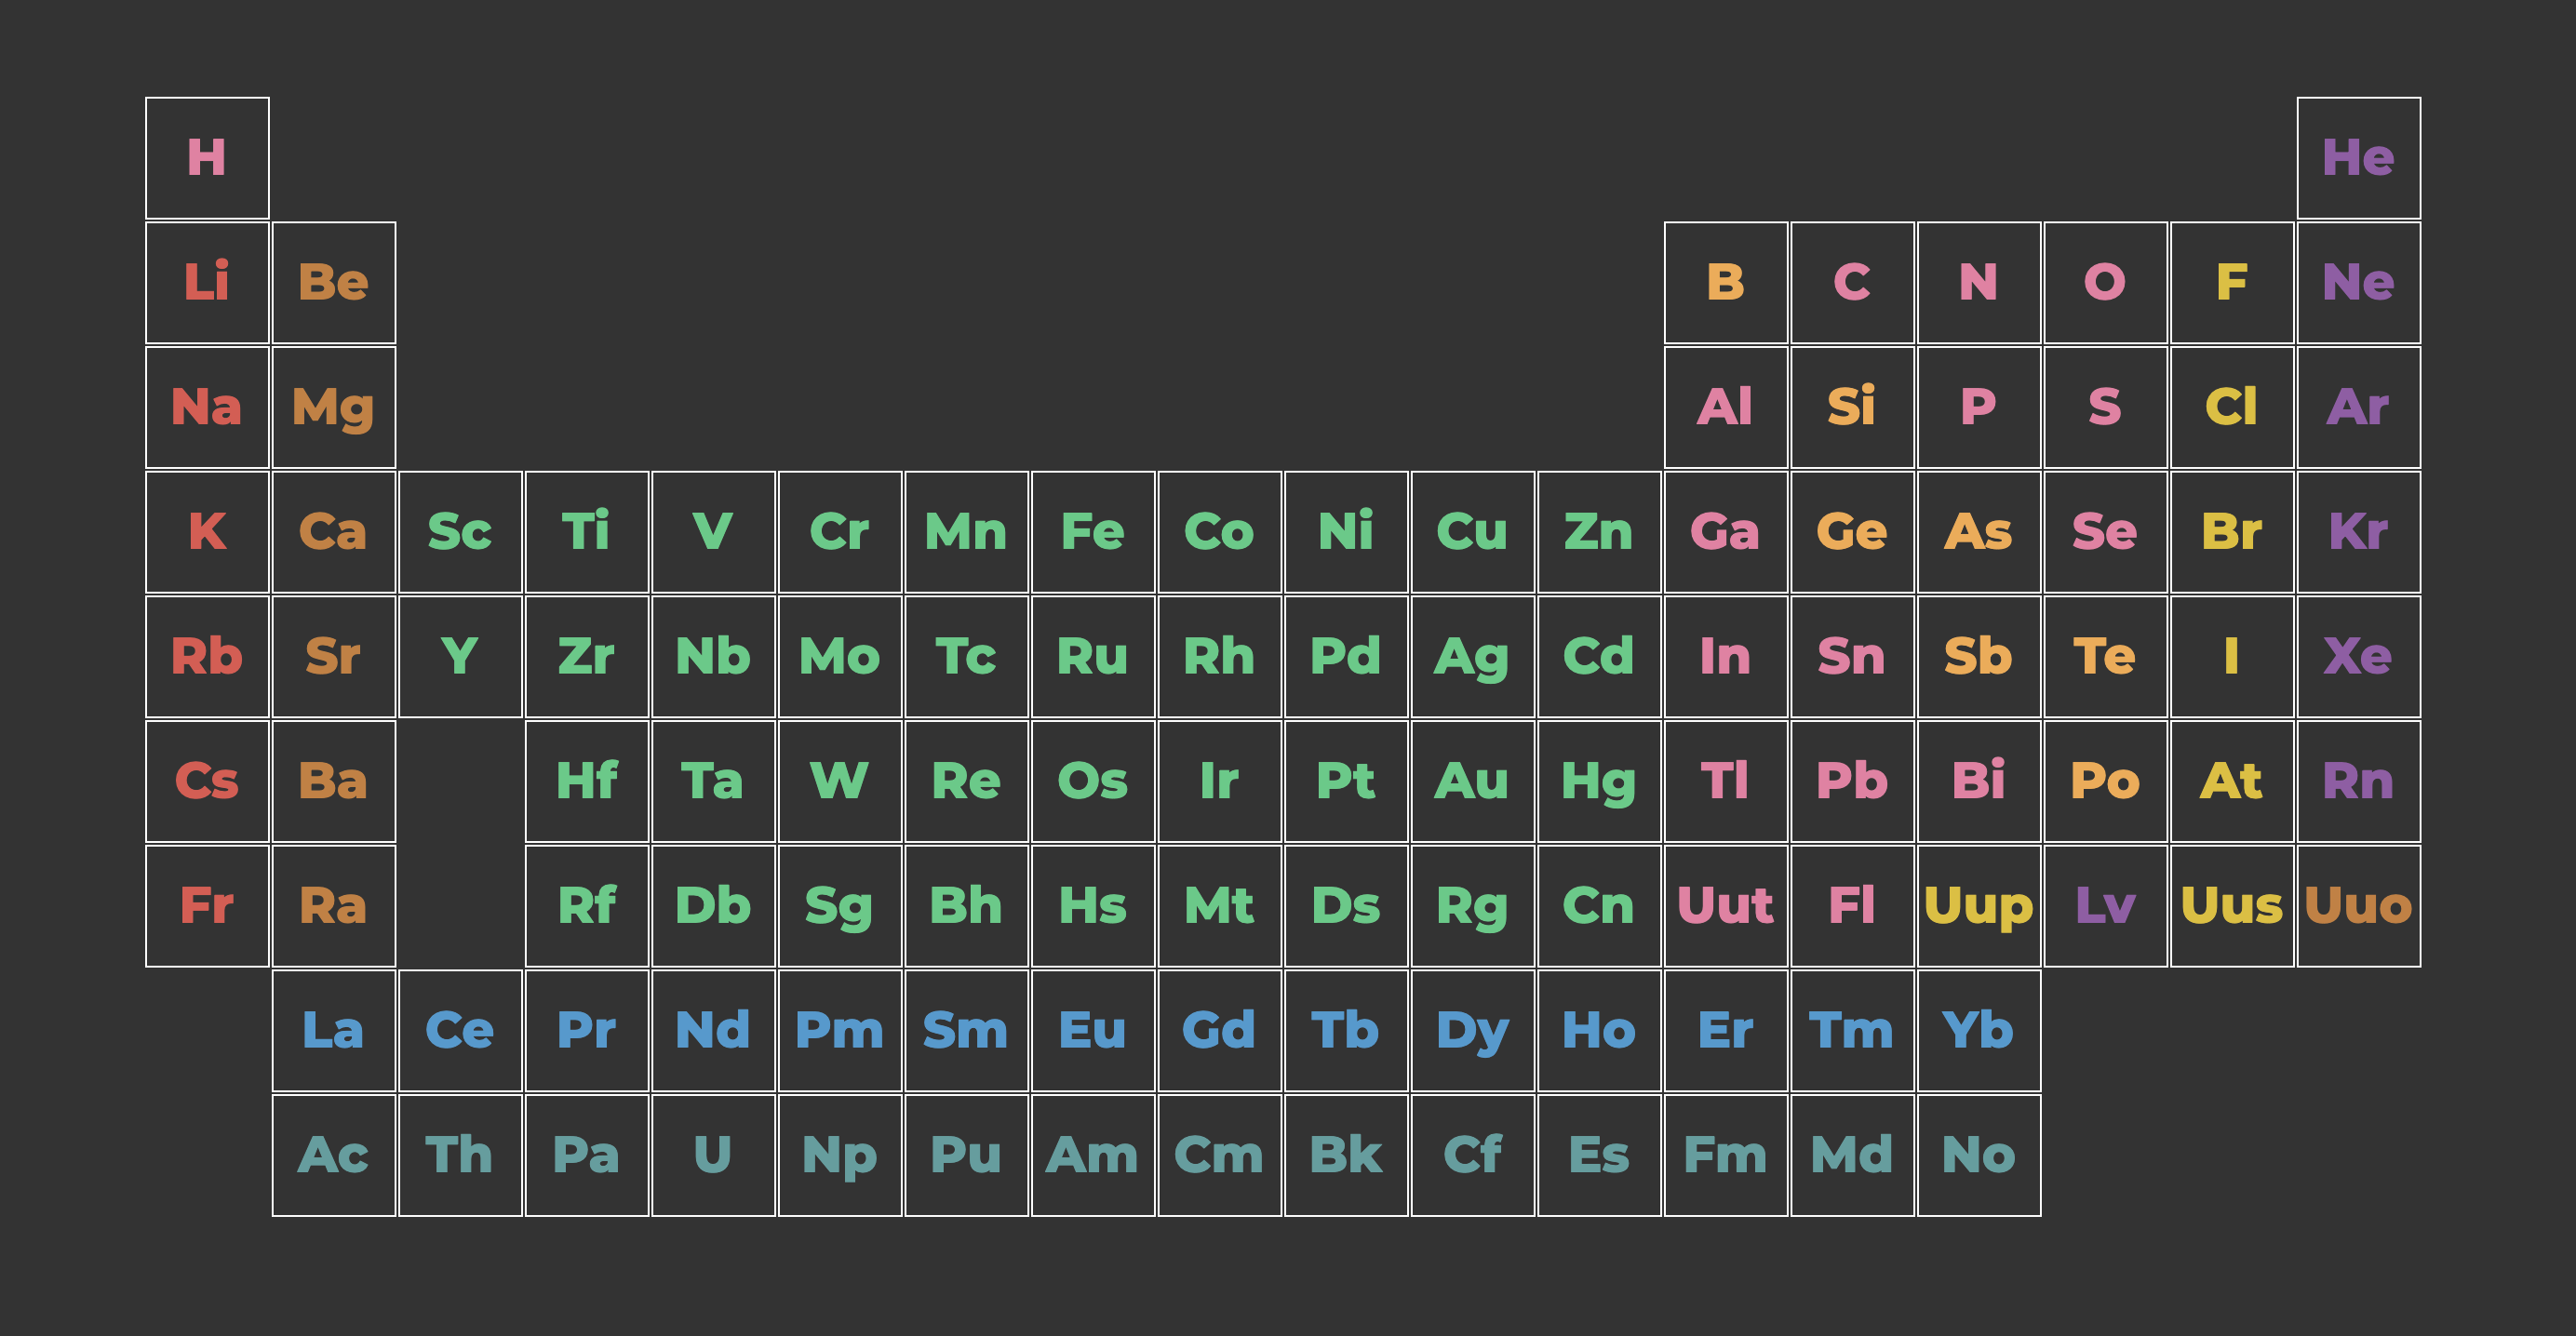 H He
Li Be B C N O F Ne
Na Mg Al Si P S Cl Ar
K Ca Sc Ti V Cr Mn Fe Co Ni Cu Zn Ga Ge As Se Br Kr
Rb Sr Y Zr Nb Mo Tc Ru Rh Pd Ag Cd In Sn Sb Te I Xe
Cs Ba Hf Ta W Re Os Ir Pt Au Hg Tl Pb Bi Po At Rn
Fr Ra Rf Db Sg Bh Hs Mt Ds Rg Cn Uut Fl Uup Lv Uus Uuo
La Ce Pr Nd Pm Sm Eu Gd Tb Dy Ho Er Tm Yb
Ac Th Pa U Np Pu Am Cm Bk Cf Es Fm Md No